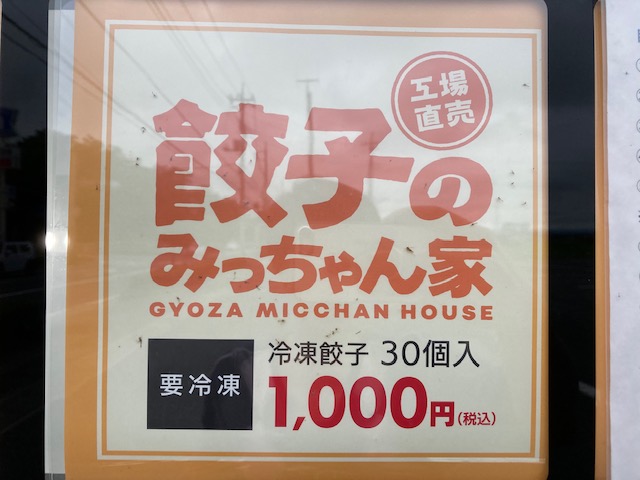 工場
直売
餃子の
みっちゃん家
GYOZA MICCHAN HOUSE
要冷凍
冷凍餃子 30個入
1,000円(税込)